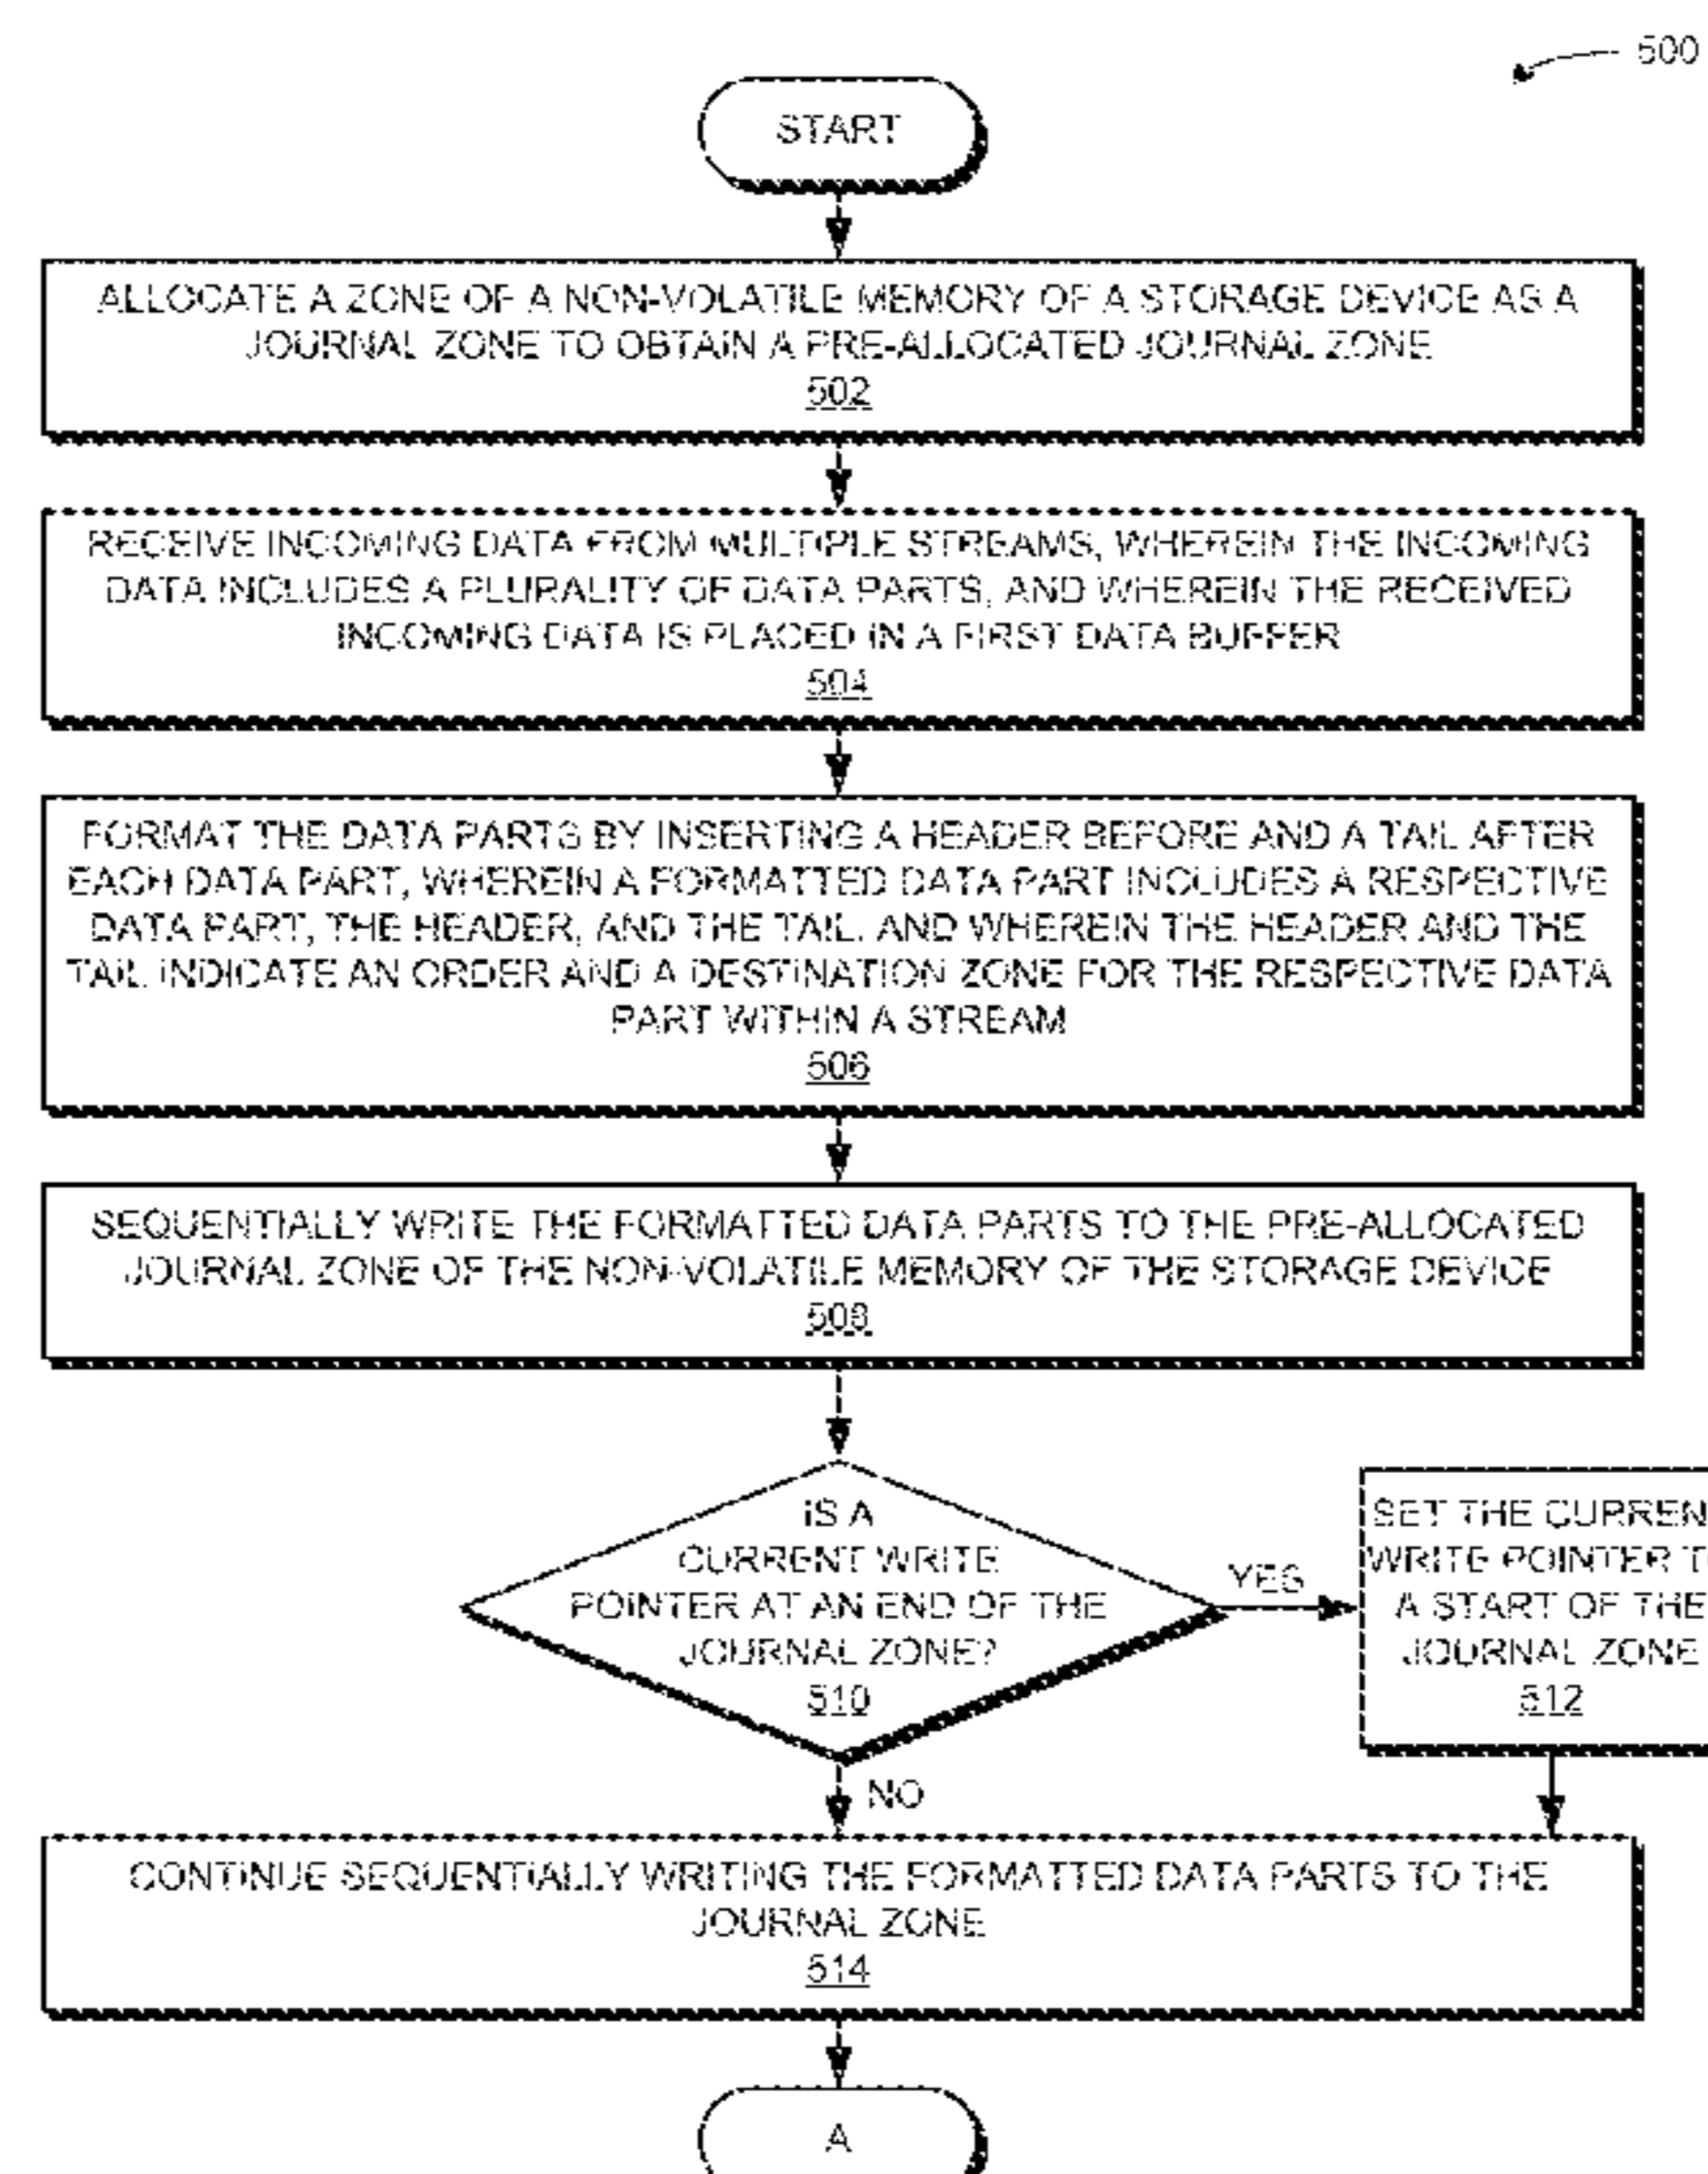 500
START
ALLOCATE A ZONE OF A NON-VOLATILE MEMORY OF A STORAGE DEVICE AS A
JOURNAL ZONE TO OBTAIN A PRE-ALLOCATED JOURNAL ZONE
502
RECEIVE INCOMING DATA FROM MULTIPLE STREAMS, WHEREIN THE INCOMING
DATA INCLUDES A PLURALITY OF DATA PARTS, AND WHEREIN THE RECEIVED
INCOMING DATA IS PLACED IN A FIRST DATA BUFFER
504
FORMAT THE DATA PARTS BY INSERTING A HEADER BEFORE AND A TAIL AFTER
EACH DATA PART, WHEREIN A FORMATTED DATA PART INCLUDES A RESPECTIVE
DATA PART, THE HEADER, AND THE TAIL, AND WHEREIN THE HEADER AND THE
TAIL INDICATE AN ORDER AND A DESTINATION ZONE FOR THE RESPECTIVE DATA
PART WITHIN A STREAM
506
SEQUENTIALLY WRITE THE FORMATTED DATA PARTS TO THE PRE-ALLOCATED
JOURNAL ZONE OF THE NON-VOLATILE MEMORY OF THE STORAGE DEVICE
508
IS A
CURRENT WRITE
POINTER AT AN END OF THE
JOURNAL ZONE?
510
YES
SET THE CURREN
WRITE POINTER T
A START OF THE
JOURNAL ZONE
512
NO
CONTINUE SEQUENTIALLY WRITING THE FORMATTED DATA PARTS TO THE
JOURNAL ZONE
514
A